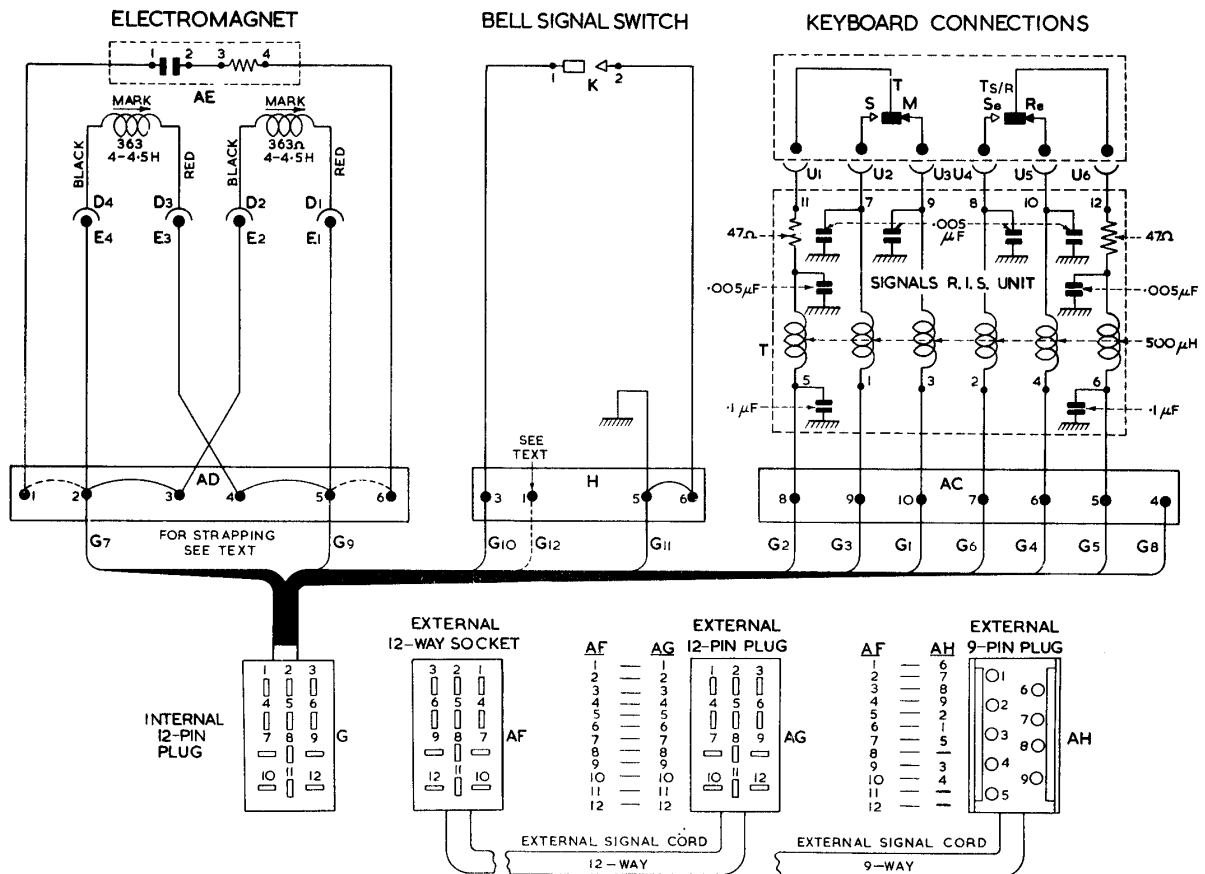 ELECTROMAGNET
BELL SIGNAL SWITCH
KEYBOARD CONNECTIONS
1 2 3 4
AE
MARK
MARK
363
4-4.5H
363Ω
4-4.5H
BLACK
RED
BLACK
RED
D4 D3 D2 D1
E4 E3 E2 E1
1 K 2
T
S M
TS/R
Se Re
U1 U2 U3 U4 U5 U6
11 7 9 8 10 12
47Ω
.005
μF
47Ω
.005μF
SIGNALS R.I.S. UNIT
.005μF
T
500μH
5 1 3 2 4 6
.1μF
.1μF
SEE
TEXT
AD
1 2 3 4 5 6
H
3 1 5 6
AC
8 9 10 7 6 5 4
FOR STRAPPING
SEE TEXT
G7 G9 G10 G12 G11 G2 G3 G1 G6 G4 G5 G8
INTERNAL
12-PIN
PLUG
1 2 3
4 5 6
7 8 9
10 11 12
G
EXTERNAL
12-WAY SOCKET
3 2 1
6 5 4
9 8 7
12 11 10
AF
AF AG
1 — 1
2 — 2
3 — 3
4 — 4
5 — 5
6 — 6
7 — 7
8 — 8
9 — 9
10 — 10
11 — 11
12 — 12
EXTERNAL
12-PIN PLUG
1 2 3
4 5 6
7 8 9
10 11 12
AG
AF AH
1 — 6
2 — 7
3 — 8
4 — 9
5 — 2
6 — 1
7 — 5
8 — —
9 — 3
10 — 4
11 — —
12 — —
EXTERNAL
9-PIN PLUG
1
6
2
7
3
8
4
9
5
AH
EXTERNAL SIGNAL CORD
12-WAY
EXTERNAL SIGNAL CORD
9-WAY